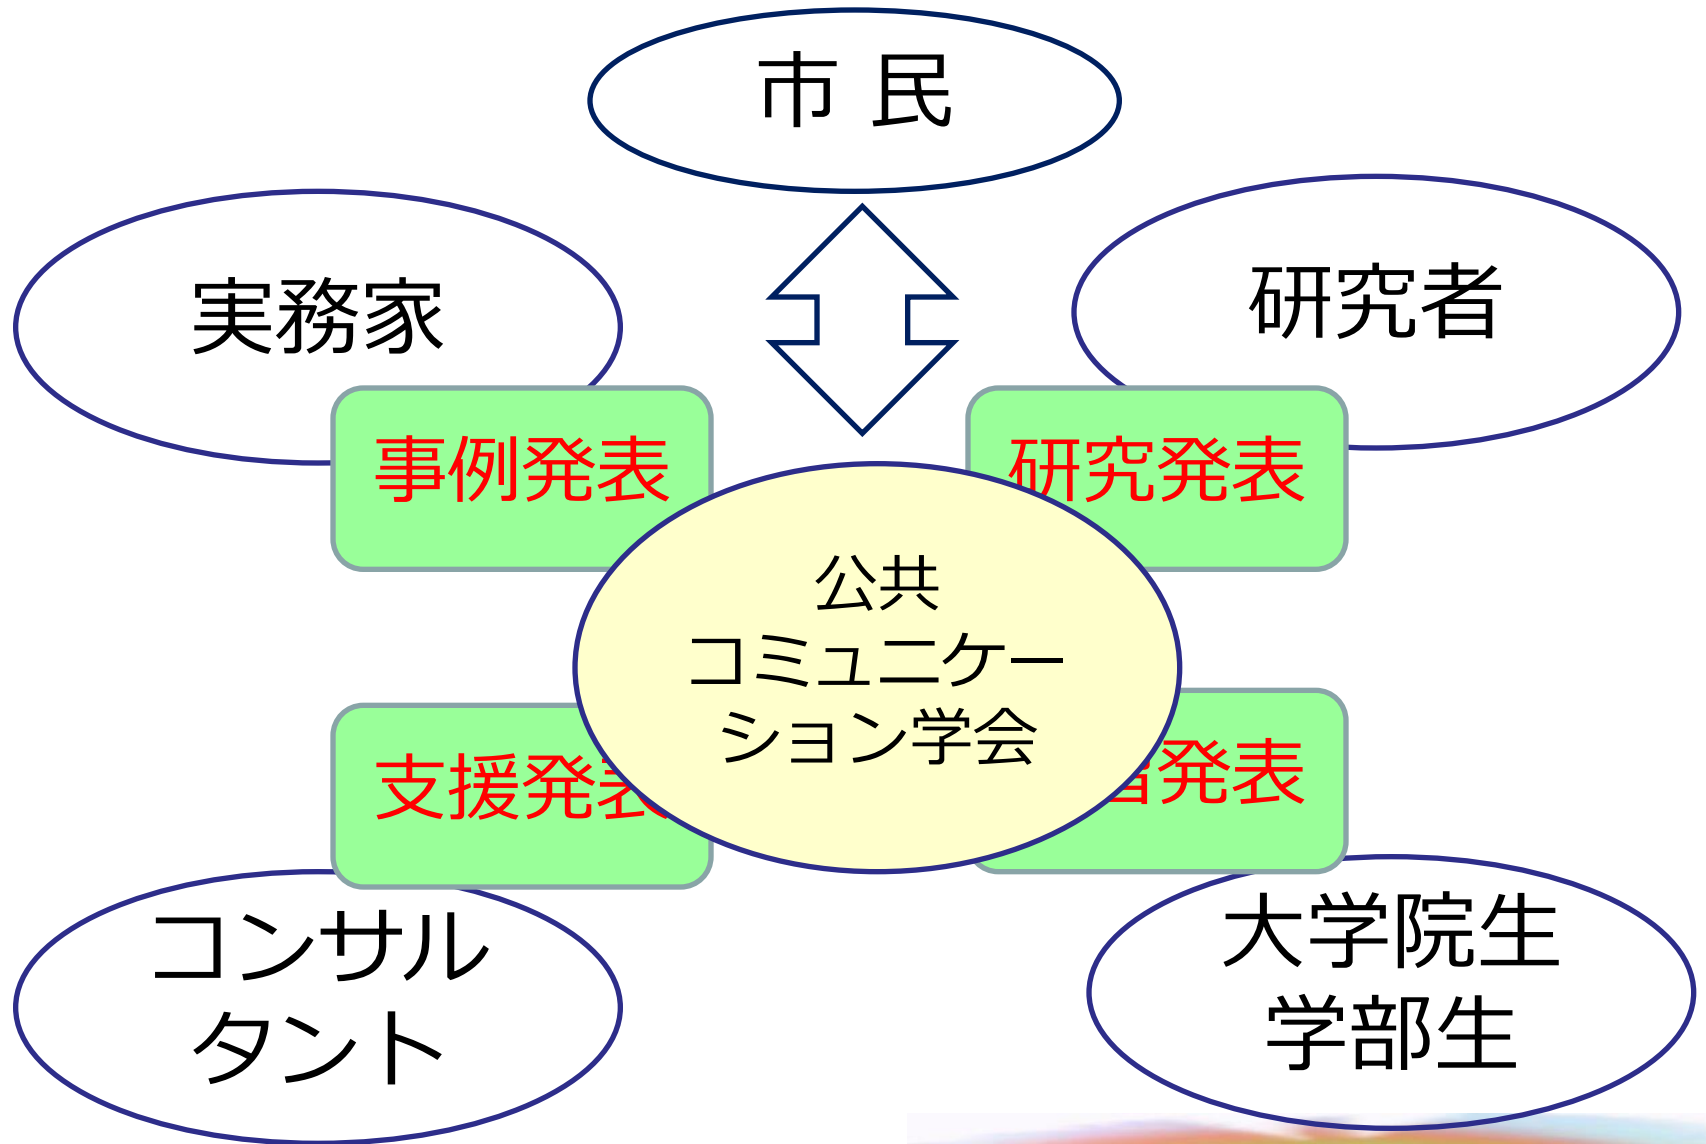 市 民
実務家
研究者
事例発表
研究発表
公共
コミュニケー
ション学会
支援発表
発表
コンサル
タント
大学院生
学部生